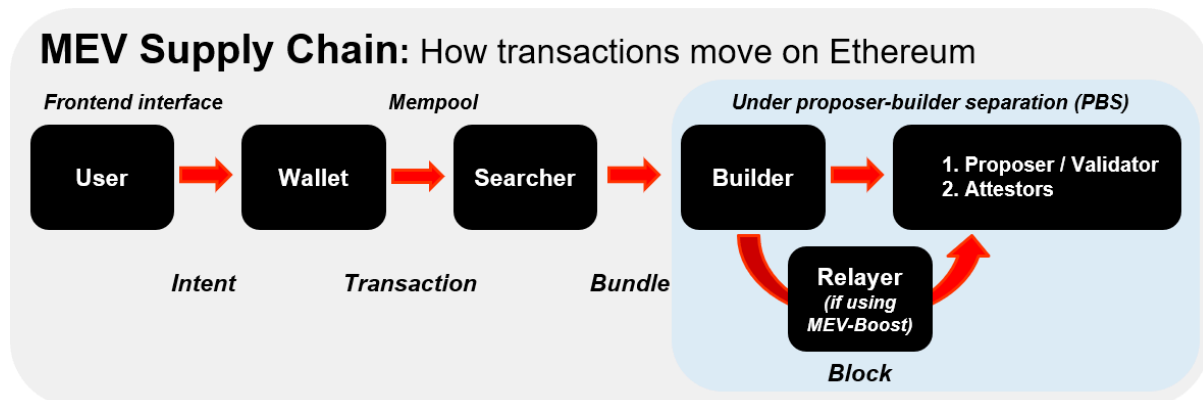 MEV Supply Chain: How transactions move on Ethereum
Frontend interface
Mempool
Under proposer-builder separation (PBS)
User
Wallet
Searcher
Builder
1. Proposer / Validator
2. Attestors
Intent
Transaction
Bundle
Relayer
(if using
MEV-Boost)
Block